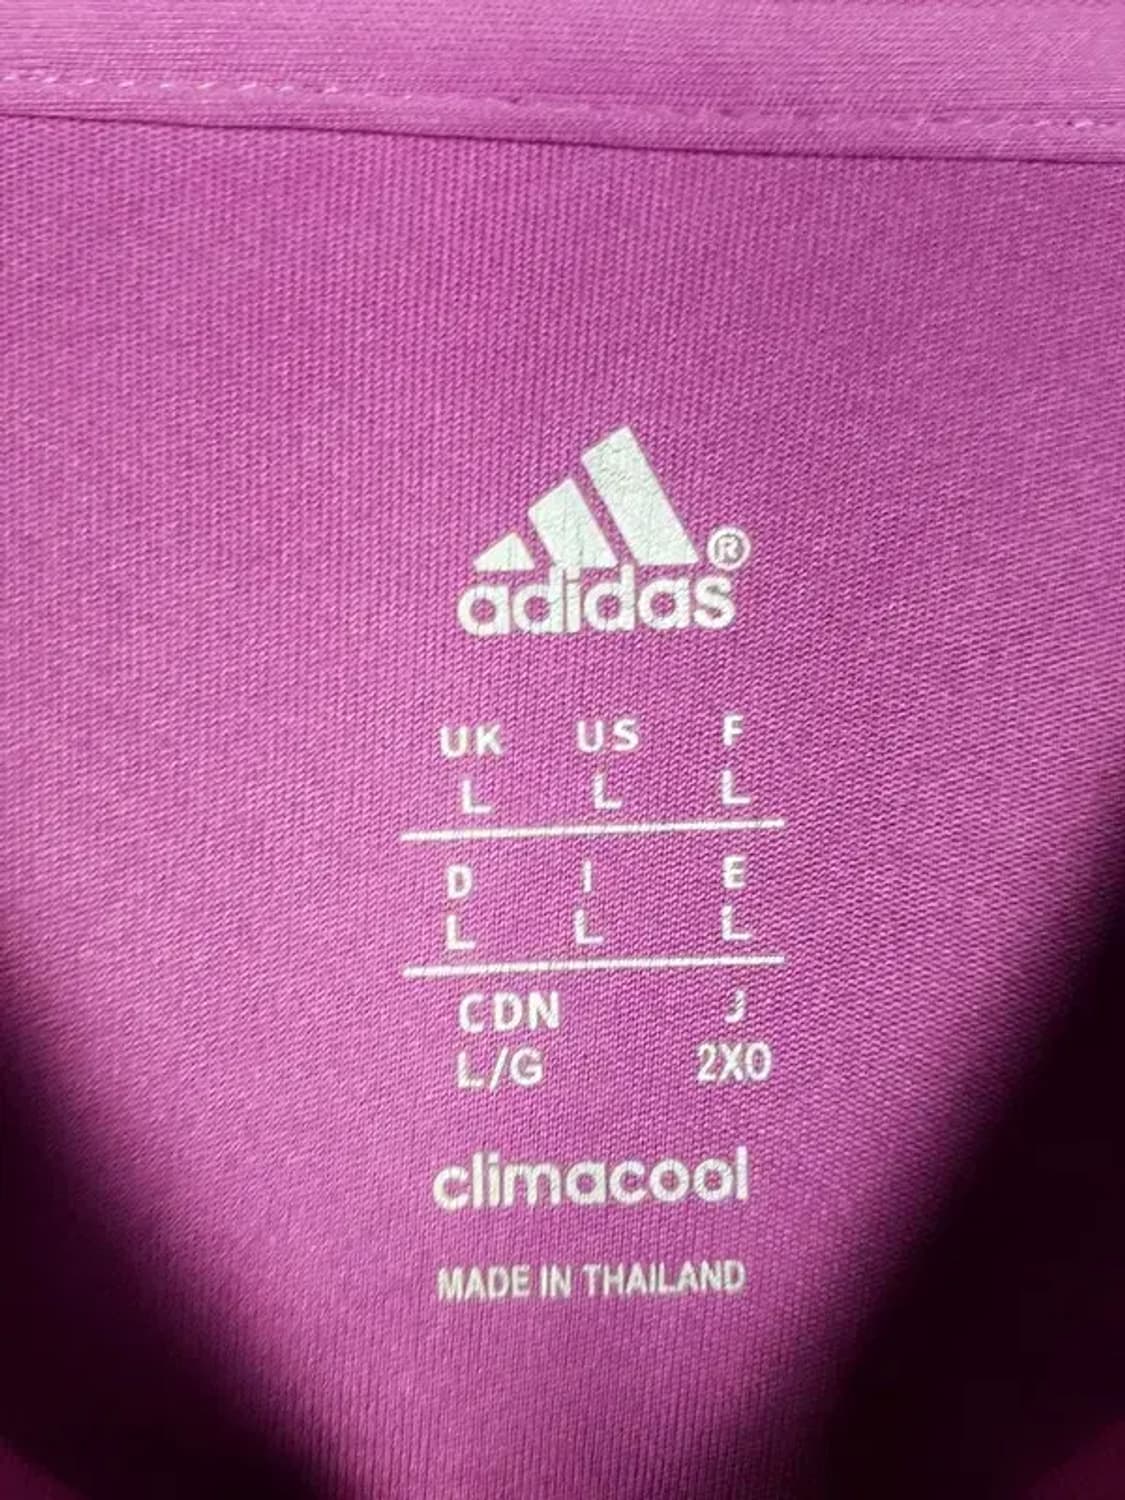 adidas®
UK US F
L L L
D I E
L L L
CDN J
L/G 2XO
climacool
MADE IN THAILAND